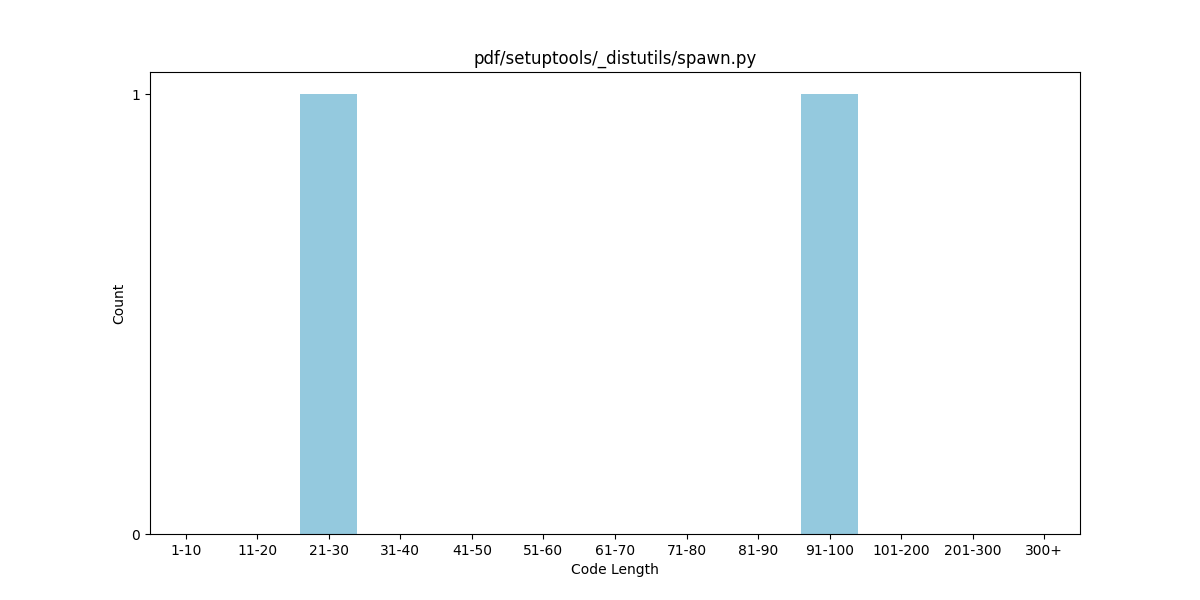 pdf/setuptools/_distutils/spawn.py
1
Count
0
1-10 11-20 21-30 31-40 41-50 51-60 61-70 71-80 81-90 91-100 101-200 201-300 300+
Code Length